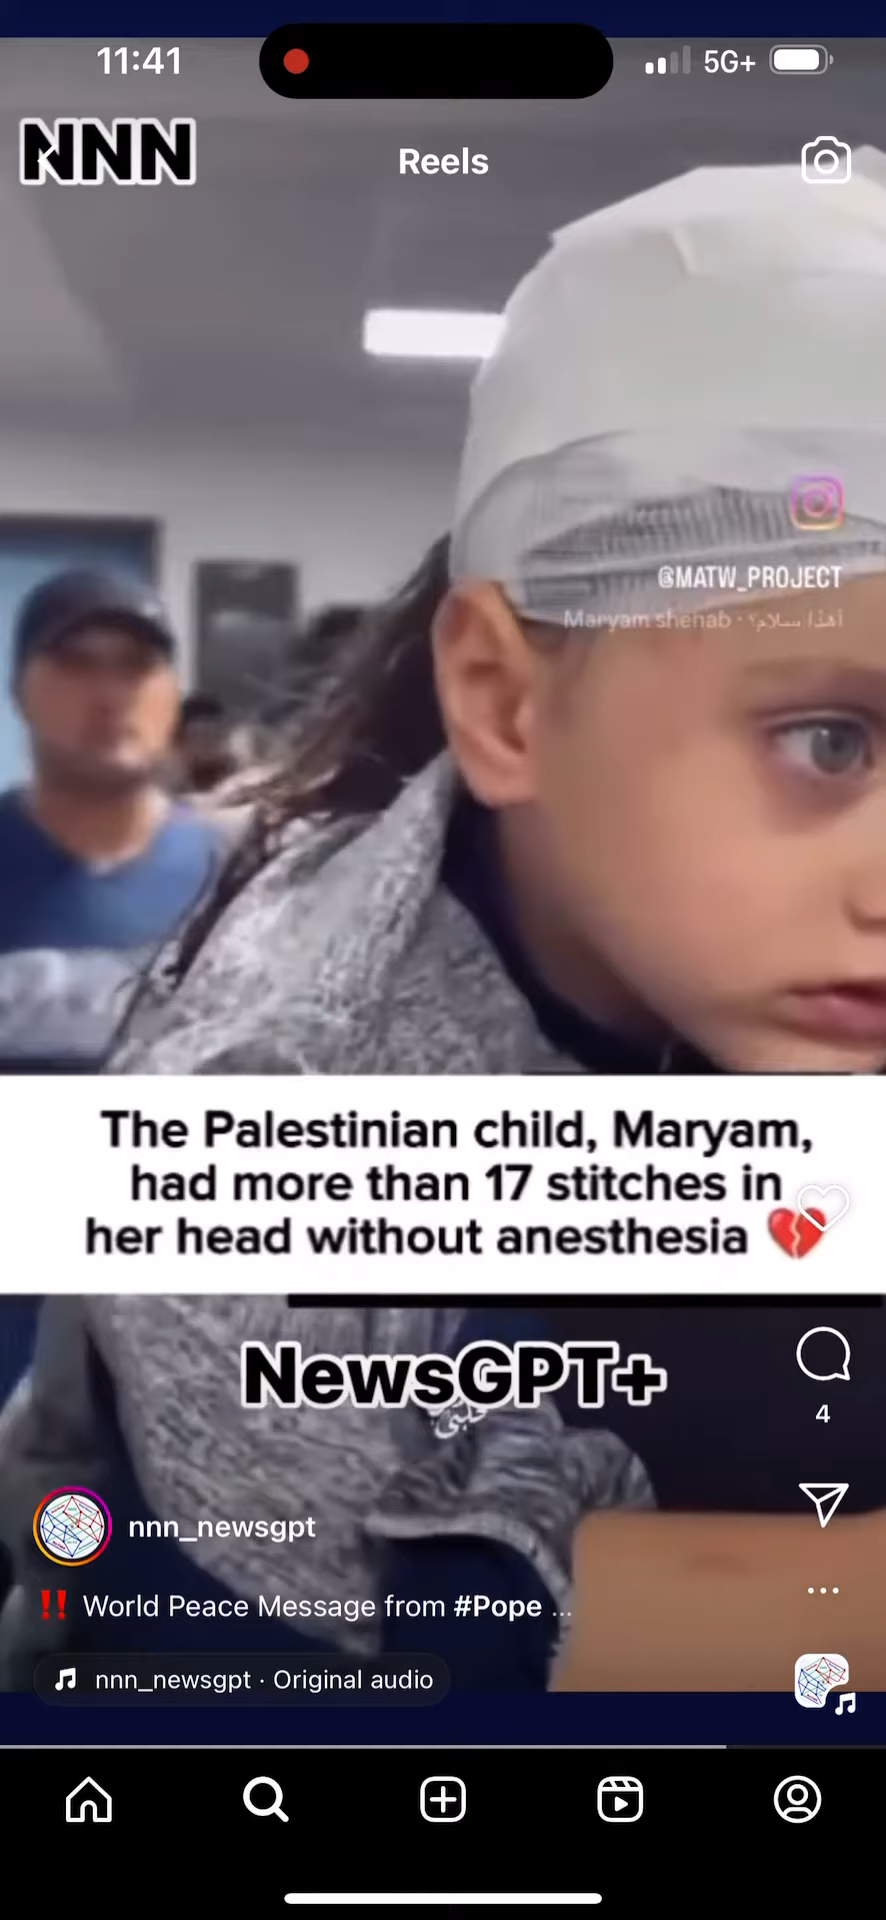 11:41
5G+
NNN
Reels
@MATW_PROJECT
Maryam shehab · أهذا سلام؟
The Palestinian child, Maryam,
had more than 17 stitches in
her head without anesthesia 💔
NewsGPT+
4
nnn_newsgpt
‼️ World Peace Message from #Pope ...
nnn_newsgpt · Original audio